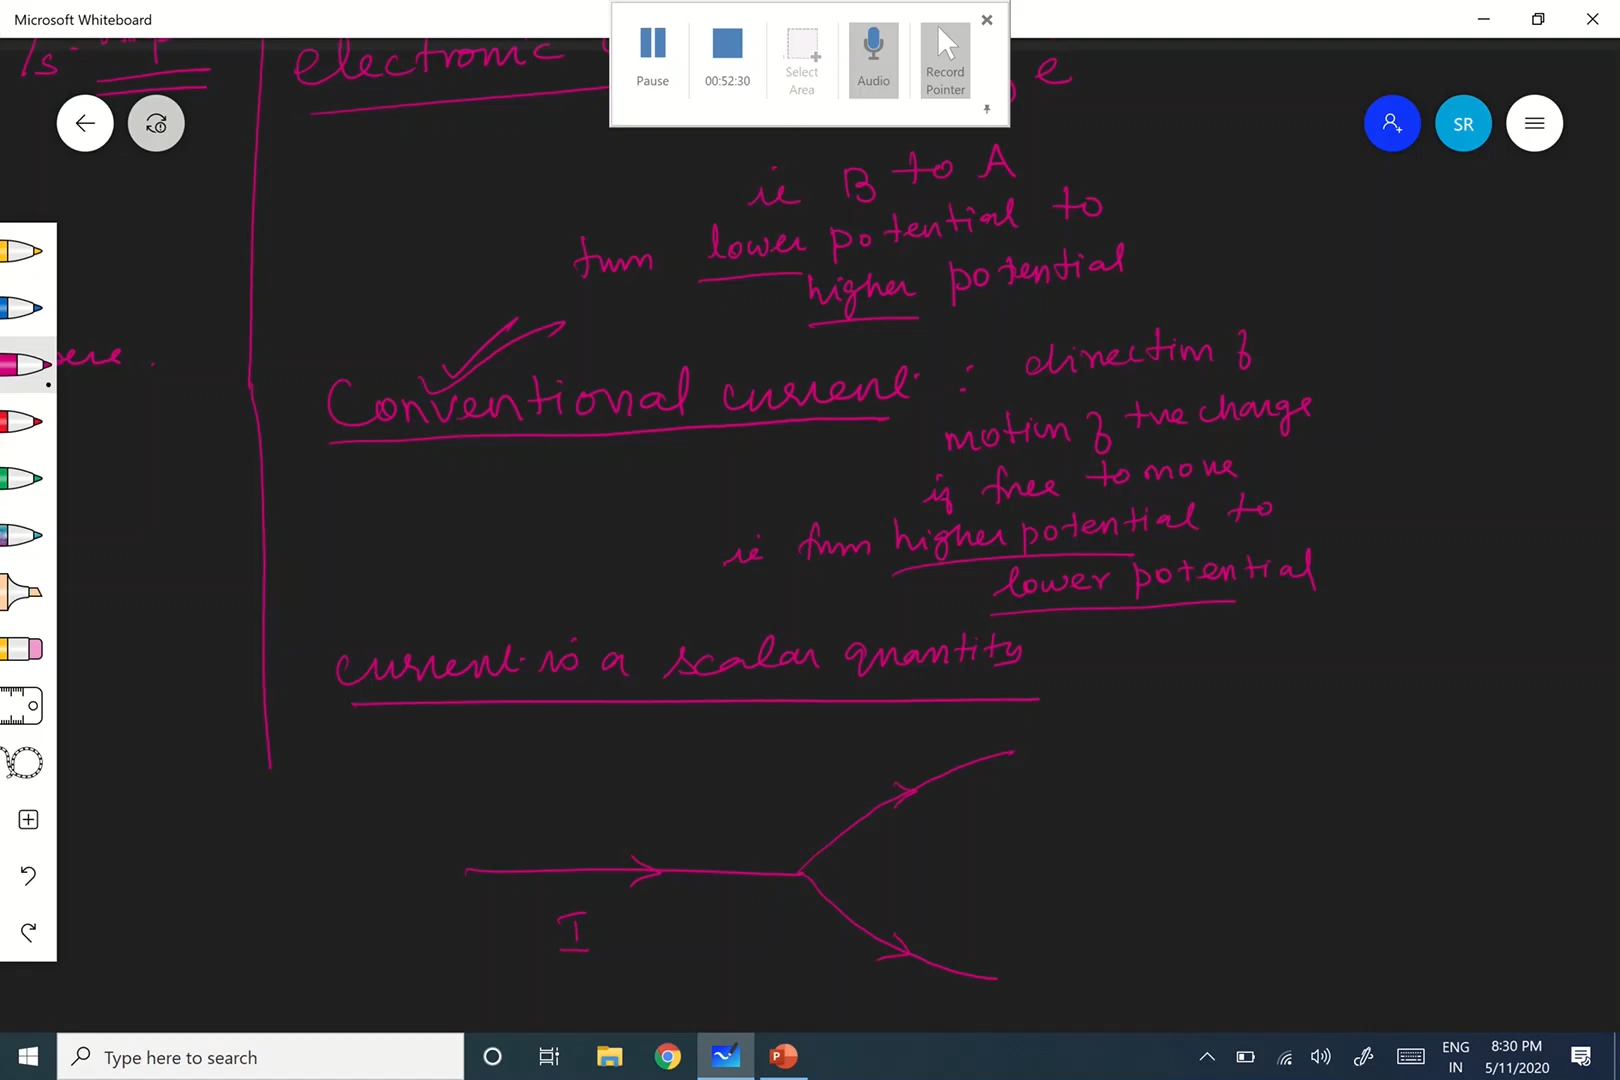 Microsoft Whiteboard
Pause
00:52:30
Select Area
Audio
Record Pointer
SR
/s
electronic
e
ie B to A
from lower potential to
higher potential
Conventional current : direction of
motion of +ve charge
if free to move
ie from higher potential to
lower potential
current is a scalar quantity
I
Type here to search
ENG
IN
8:30 PM
5/11/2020